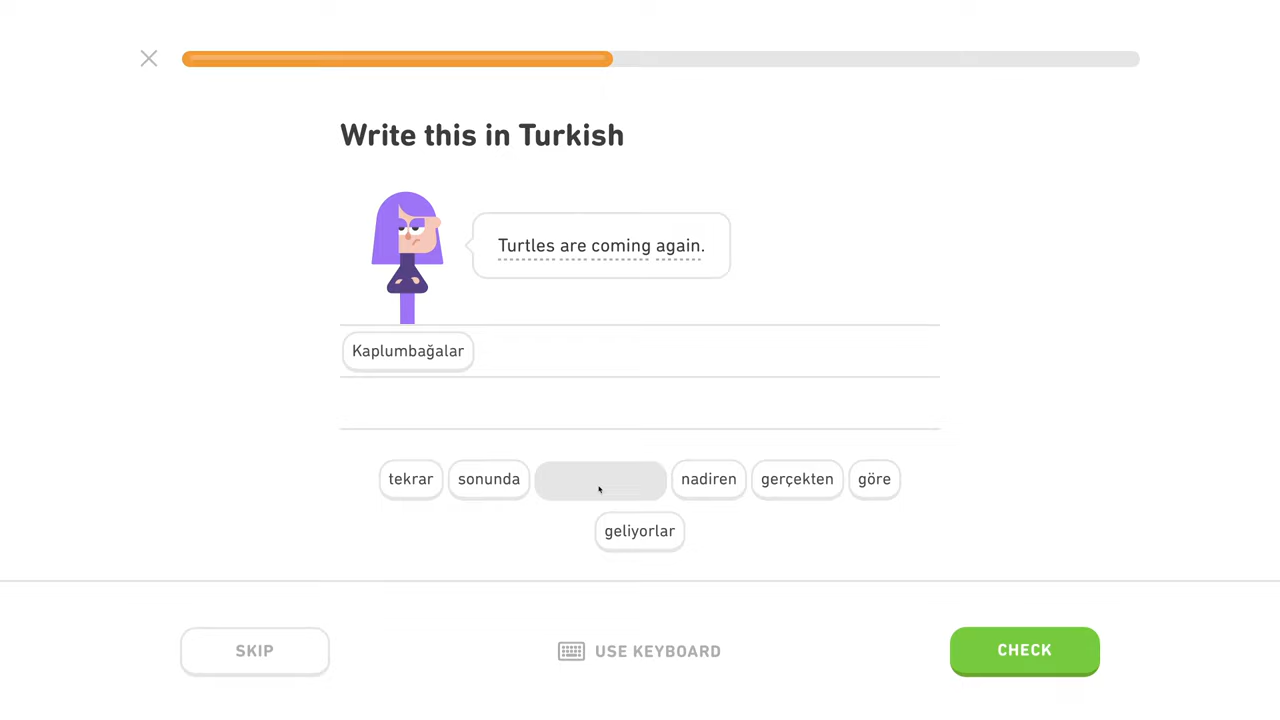 Write this in Turkish
Turtles are coming again.
Kaplumbağalar
tekrar sonunda nadiren gerçekten göre
geliyorlar
SKIP USE KEYBOARD CHECK